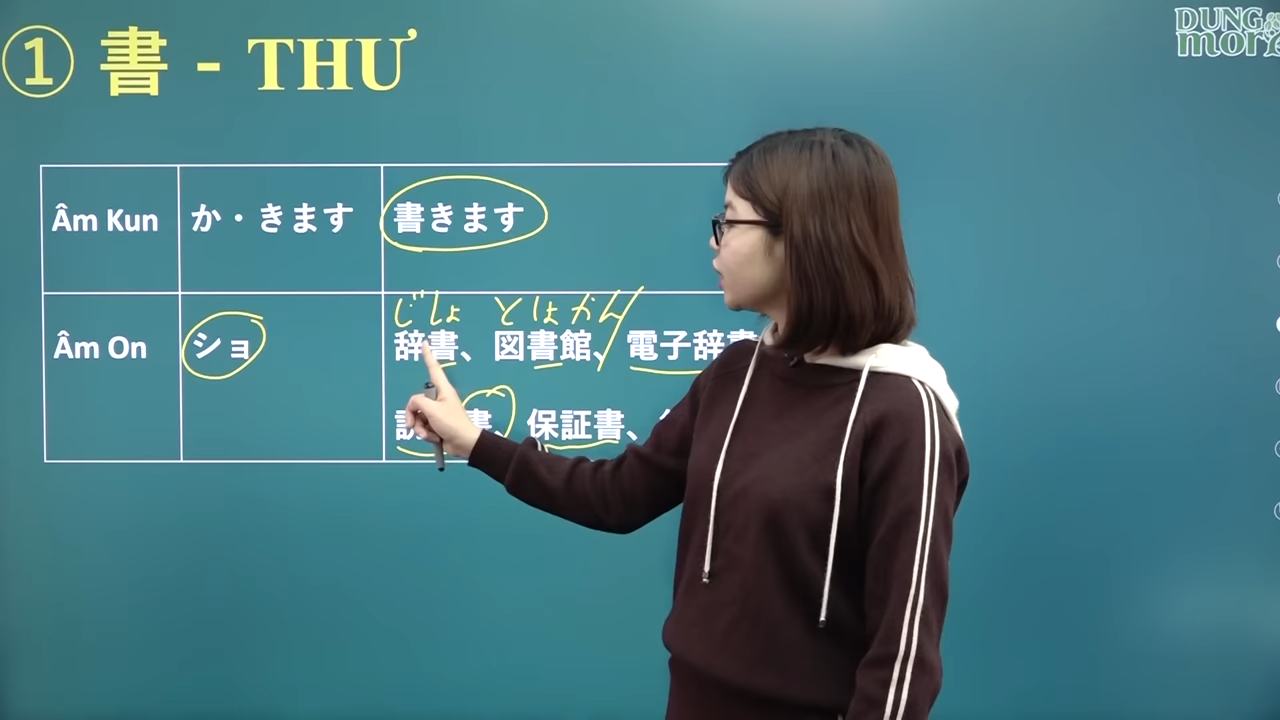 ① 書 - THƯ
DUNG
mori
Âm Kun か・きます 書きます
じしょ としょかん
Âm On ショ 辞書、図書館、電子辞書
書、保証書、